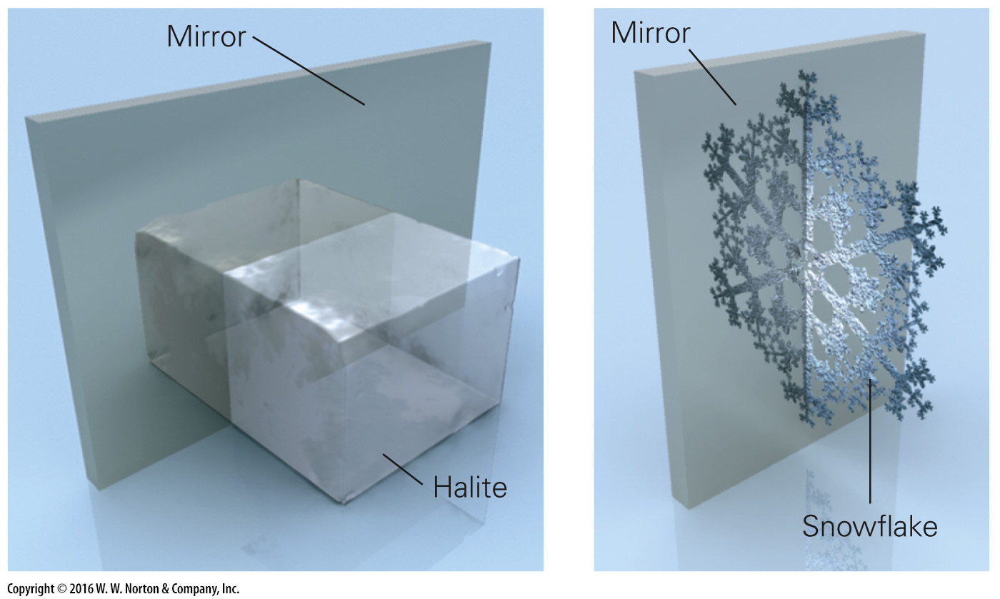 Mirror
Mirror
Halite
Snowflake
Copyright © 2016 W. W. Norton & Company, Inc.